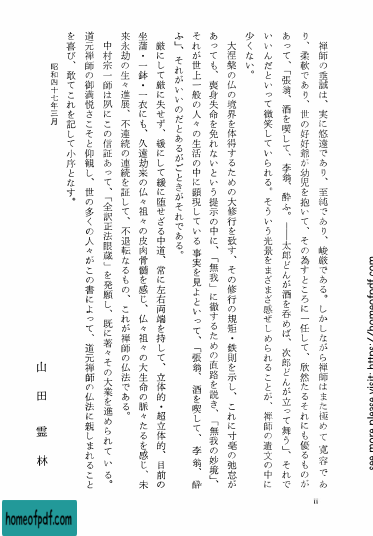 禅師の垂誠は、実に悠遠であり、至純であり、峻厳である。しかしながら禅師はまた極めて寛容であ
り、柔軟であり、世の好好爺が幼児を抱いて、その為すところに一任して、欣然たるそれにも優るものが
あって、「張翁、酒を喫して、李翁、酔ふ。――太郎どんが酒を呑めば、次郎どんが立って舞う」、それで
いいんだといって微笑していられる。そういう光景をまざまざ感ぜしめられることが、禅師の遺文の中に
少くない。
大涅槃の仏の境界を体得するための大修行を致す、その修行の規矩・鉄則を示し、これに寸毫の弛怠が
あっても、喪身失命を免れないという提示の中に、「無我」に徹するための直路を説き、「無我の妙境」、
それが世上一般の人々の生活の中に顕現している事実を見よといって、「張翁、酒を喫して、李翁、酔
ふ」、それがいいのだとあるがごときがそれである。
厳にして厳に失せず、緩にして緩に堕せざる中道、常に左右両端を持して、立体的・超立体的、目前の
坐蒲・一鉢・一衣にも、久遠劫来の仏々祖々の皮肉骨髄を感じ、仏々祖々の大生命の脈々たるを感じ、未
来永劫の生々進展、不連続の連続を証して、不退転なるもの、これが禅師の仏法である。
中村宗一師は夙にこの信証あって、『全訳正法眼蔵』を発願し、既に着々その大業を進められている。
道元禅師の御満悦さこそと仰観し、世の多くの人々がこの書によって、道元禅師の仏法に親しまれること
を喜び、敢てこれを記して小序となす。
昭和四十七年三月
山田霊林
ii
see more please visit: https://homeofpdf.com
homeofpdf.com